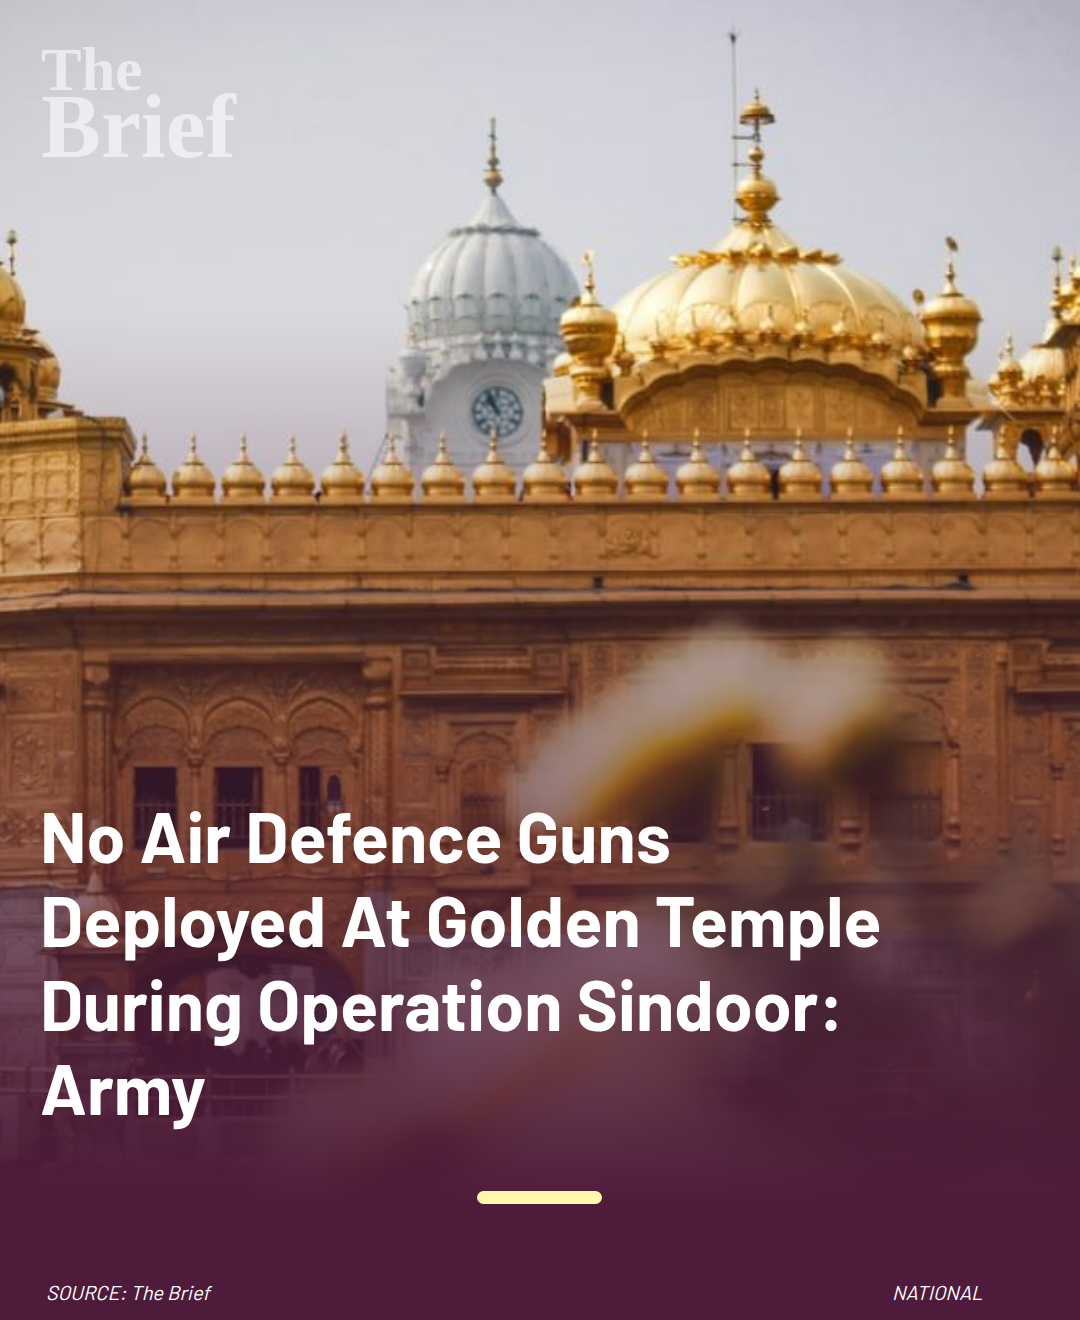 The
Brief
No Air Defence Guns
Deployed At Golden Temple
During Operation Sindoor:
Army
SOURCE: The Brief
NATIONAL